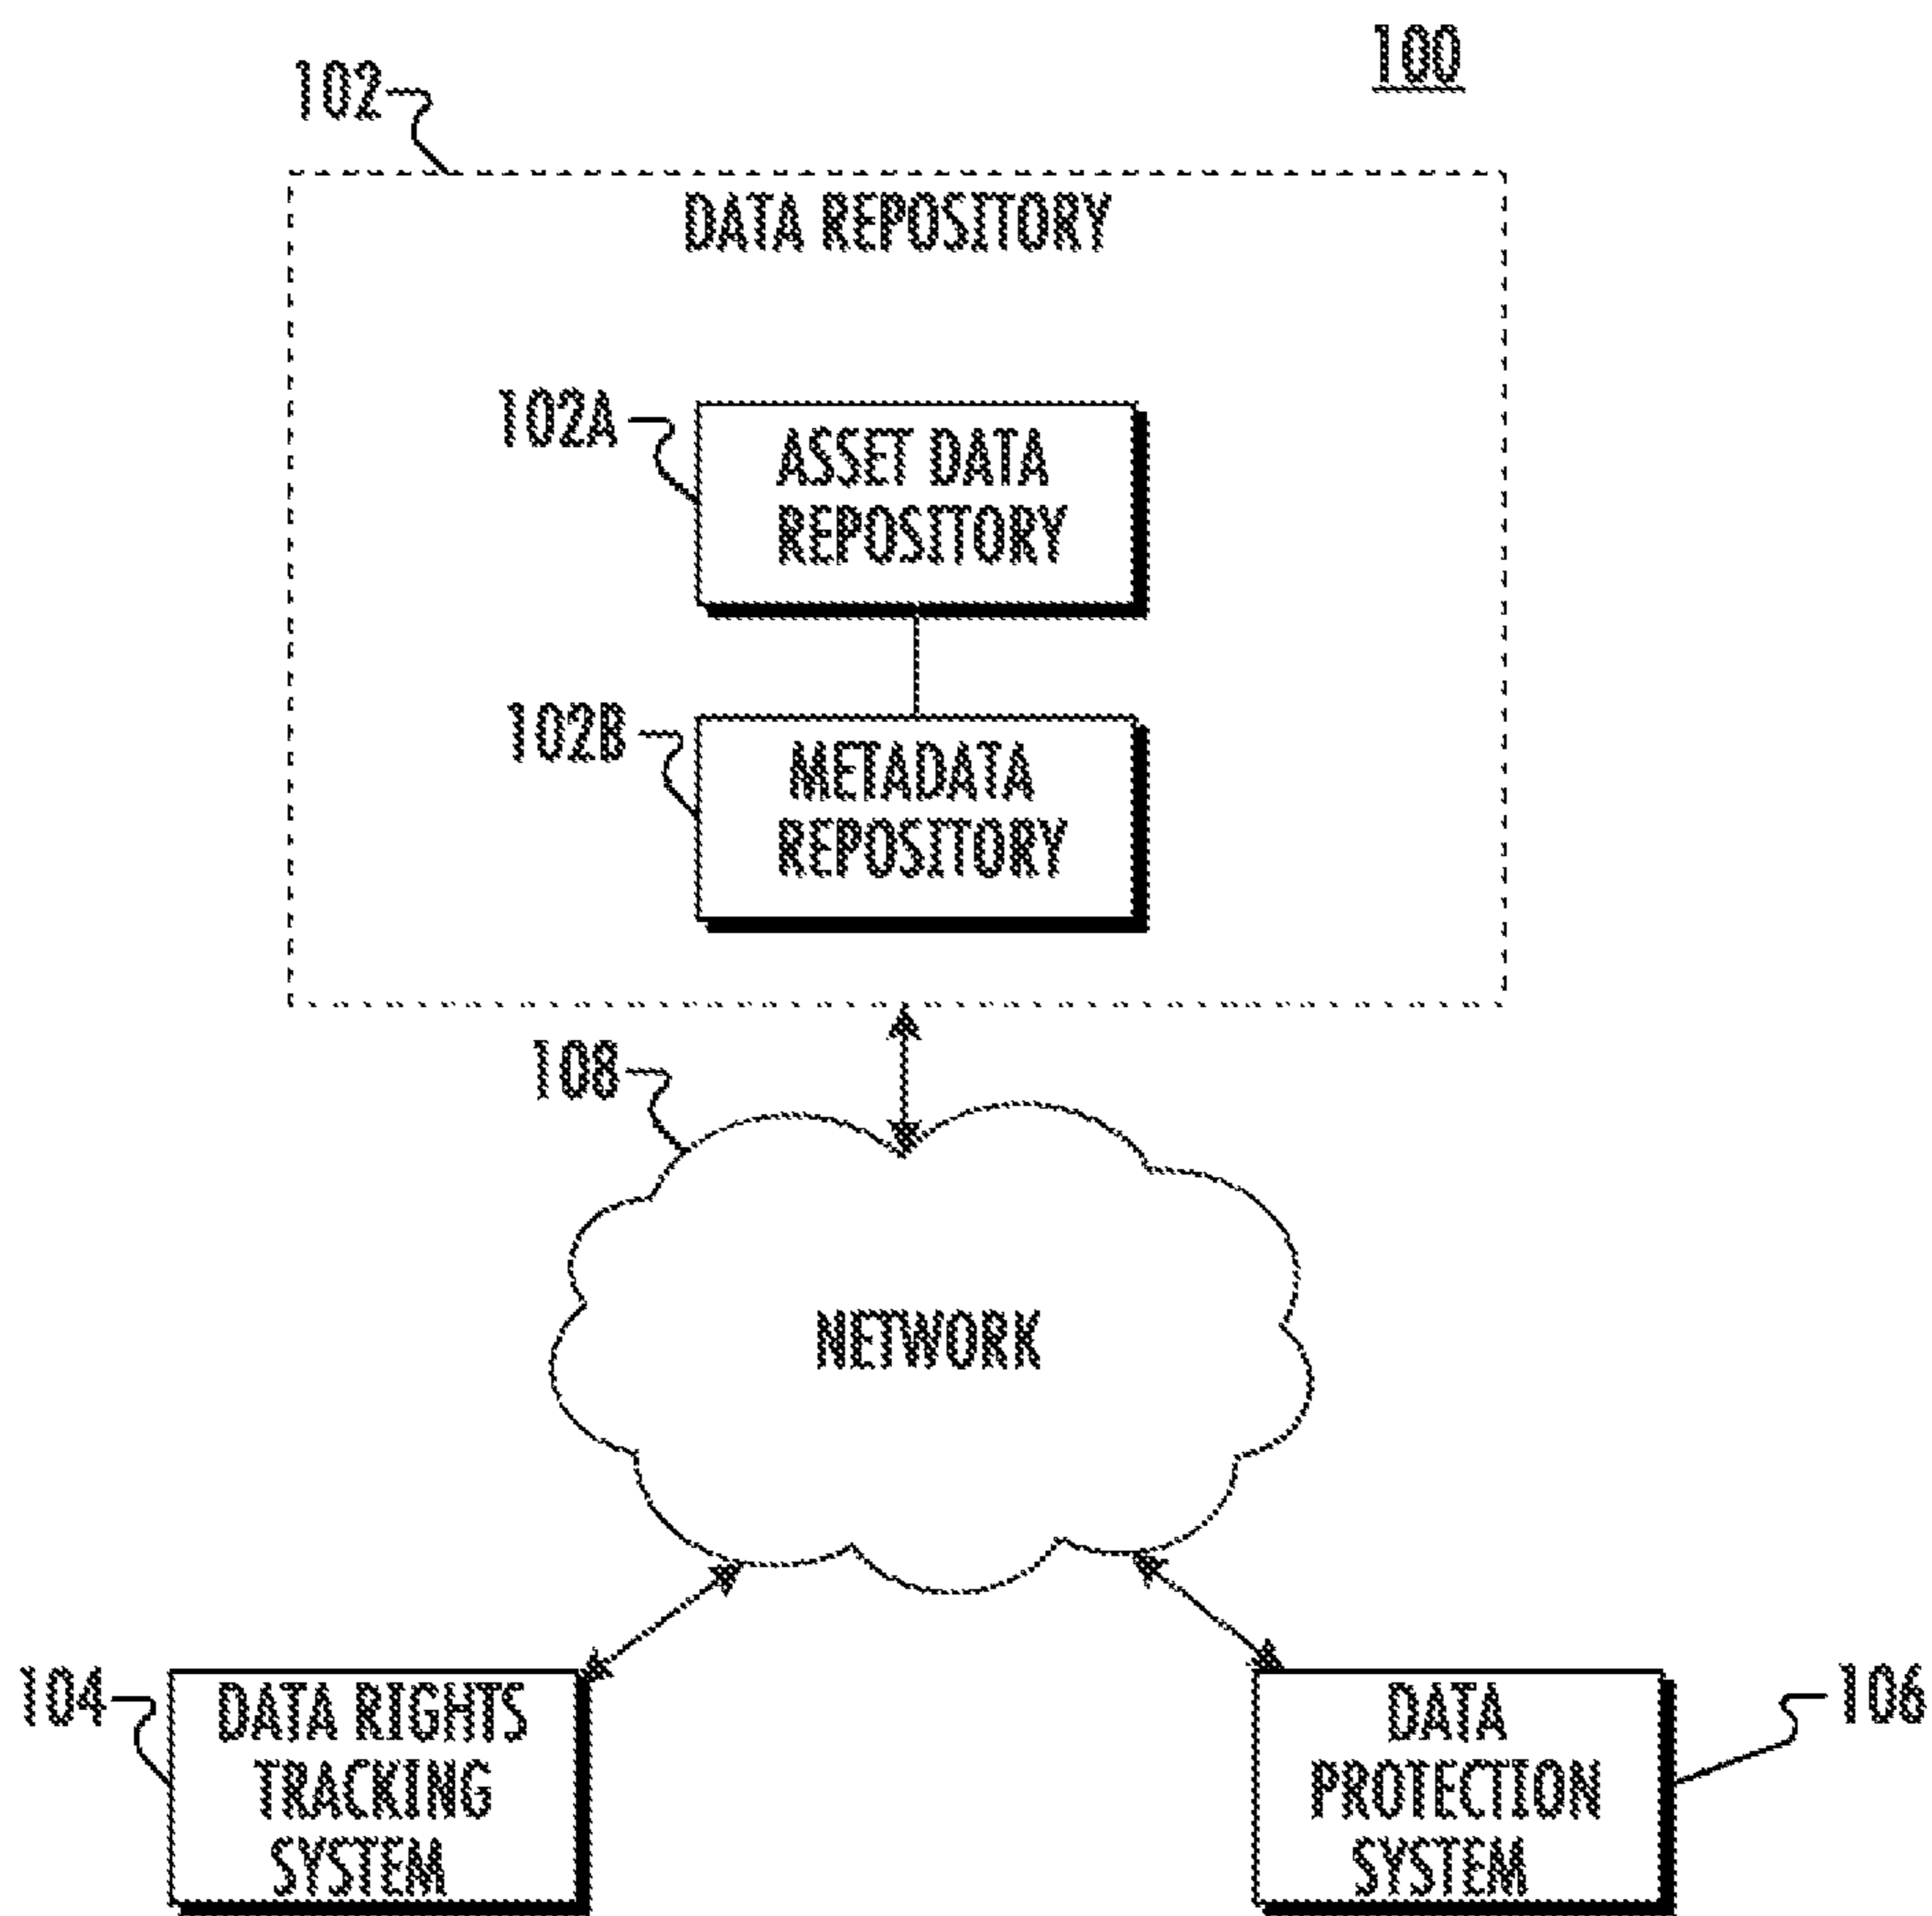 100
102
DATA REPOSITORY
102A
ASSET DATA
REPOSITORY
102B
METADATA
REPOSITORY
108
NETWORK
104
DATA RIGHTS
TRACKING
SYSTEM
DATA
PROTECTION
SYSTEM
106